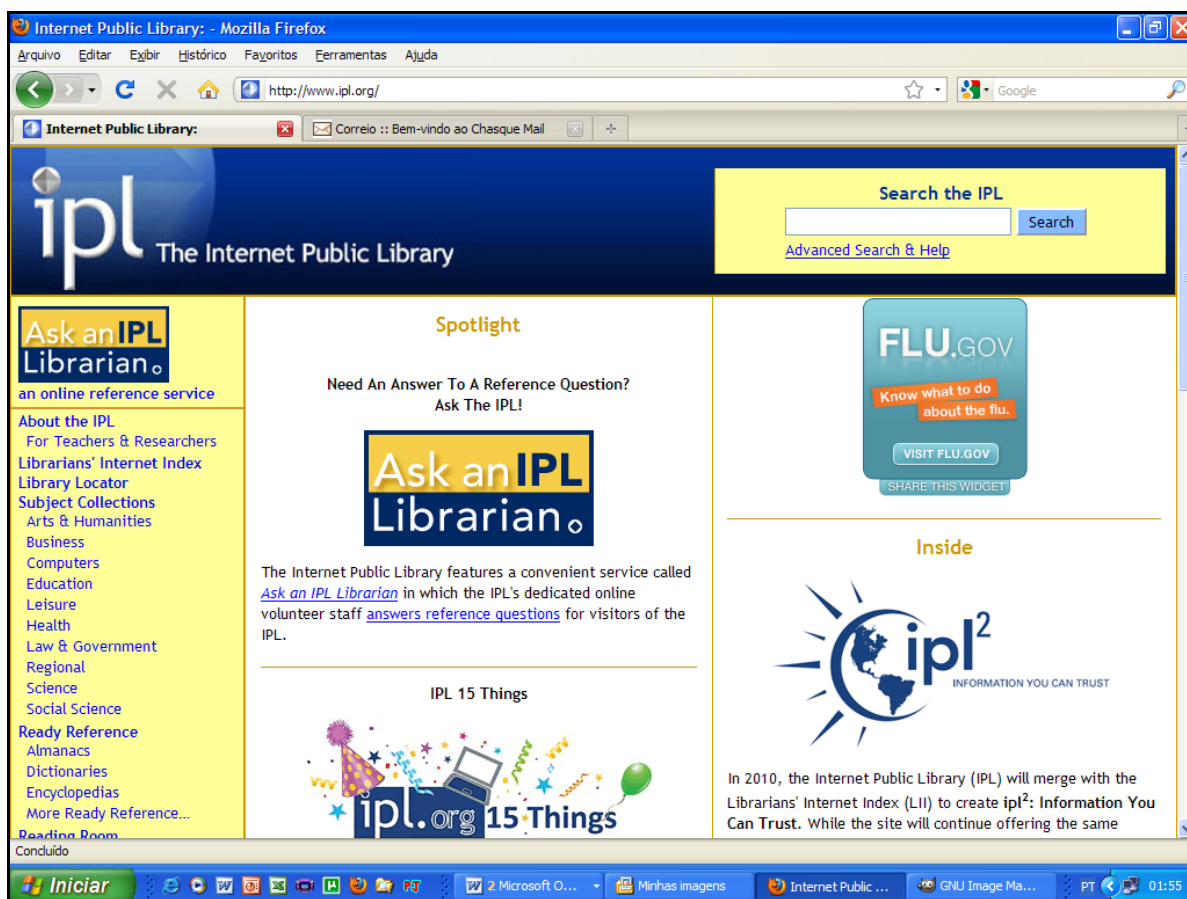 Internet Public Library: - Mozilla Firefox
Arquivo Editar Exibir Histórico Favoritos Ferramentas Ajuda
http://www.ipl.org/
Google
Internet Public Library:
Correio :: Bem-vindo ao Chasque Mail
ipl The Internet Public Library
Search the IPL
Search
Advanced Search & Help
Ask an IPL
Librarian
an online reference service
About the IPL
For Teachers & Researchers
Librarians' Internet Index
Library Locator
Subject Collections
Arts & Humanities
Business
Computers
Education
Leisure
Health
Law & Government
Regional
Science
Social Science
Ready Reference
Almanacs
Dictionaries
Encyclopedias
More Ready Reference...
Reading Room
Spotlight
Need An Answer To A Reference Question?
Ask The IPL!
Ask an IPL
Librarian
The Internet Public Library features a convenient service called
Ask an IPL Librarian in which the IPL's dedicated online
volunteer staff answers reference questions for visitors of the
IPL.
IPL 15 Things
ipl.org 15 Things
FLU.GOV
Know what to do
about the flu.
VISIT FLU.GOV
SHARE THIS WIDGET
Inside
ipl²
INFORMATION YOU CAN TRUST
In 2010, the Internet Public Library (IPL) will merge with the
Librarians' Internet Index (LII) to create ipl²: Information You
Can Trust. While the site will continue offering the same
Concluído
Iniciar
2 Microsoft O...
Minhas imagens
Internet Public ...
GNU Image Ma...
PT
01:55